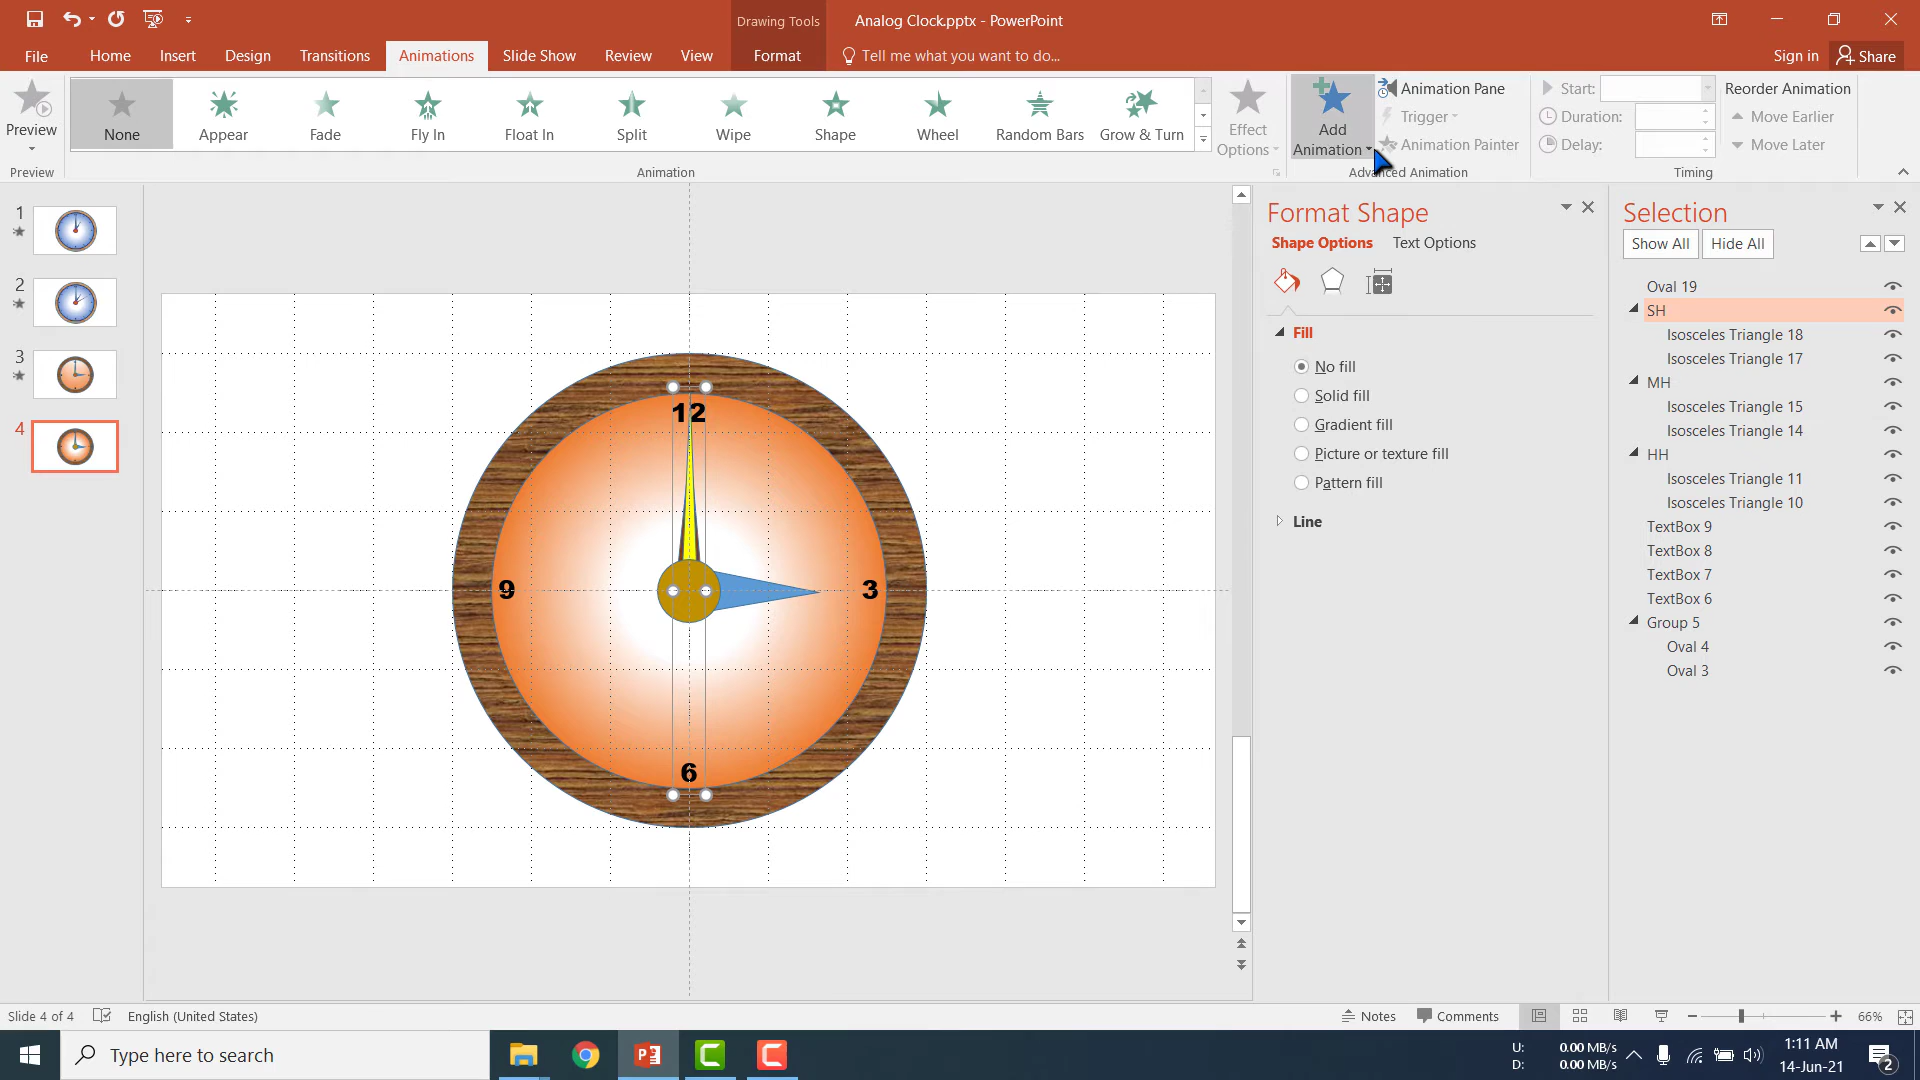 Drawing Tools
Analog Clock.pptx - PowerPoint
File
Home
Insert
Design
Transitions
Animations
Slide Show
Review
View
Format
Tell me what you want to do...
Sign in
Share
Preview
None
Appear
Fade
Fly In
Float In
Split
Wipe
Shape
Wheel
Random Bars
Grow & Turn
Effect
Options
Add
Animation
Animation Pane
Trigger
Animation Painter
Start:
Duration:
Delay:
Reorder Animation
Move Earlier
Move Later
Preview
Animation
Advanced Animation
Timing
1
2
3
4
12
9
3
6
Format Shape
Shape Options
Text Options
Fill
No fill
Solid fill
Gradient fill
Picture or texture fill
Pattern fill
Line
Selection
Show All
Hide All
Oval 19
SH
Isosceles Triangle 18
Isosceles Triangle 17
MH
Isosceles Triangle 15
Isosceles Triangle 14
HH
Isosceles Triangle 11
Isosceles Triangle 10
TextBox 9
TextBox 8
TextBox 7
TextBox 6
Group 5
Oval 4
Oval 3
Slide 4 of 4
English (United States)
Notes
Comments
66%
Type here to search
U: 0.00 MB/s
D: 0.00 MB/s
1:11 AM
14-Jun-21
2